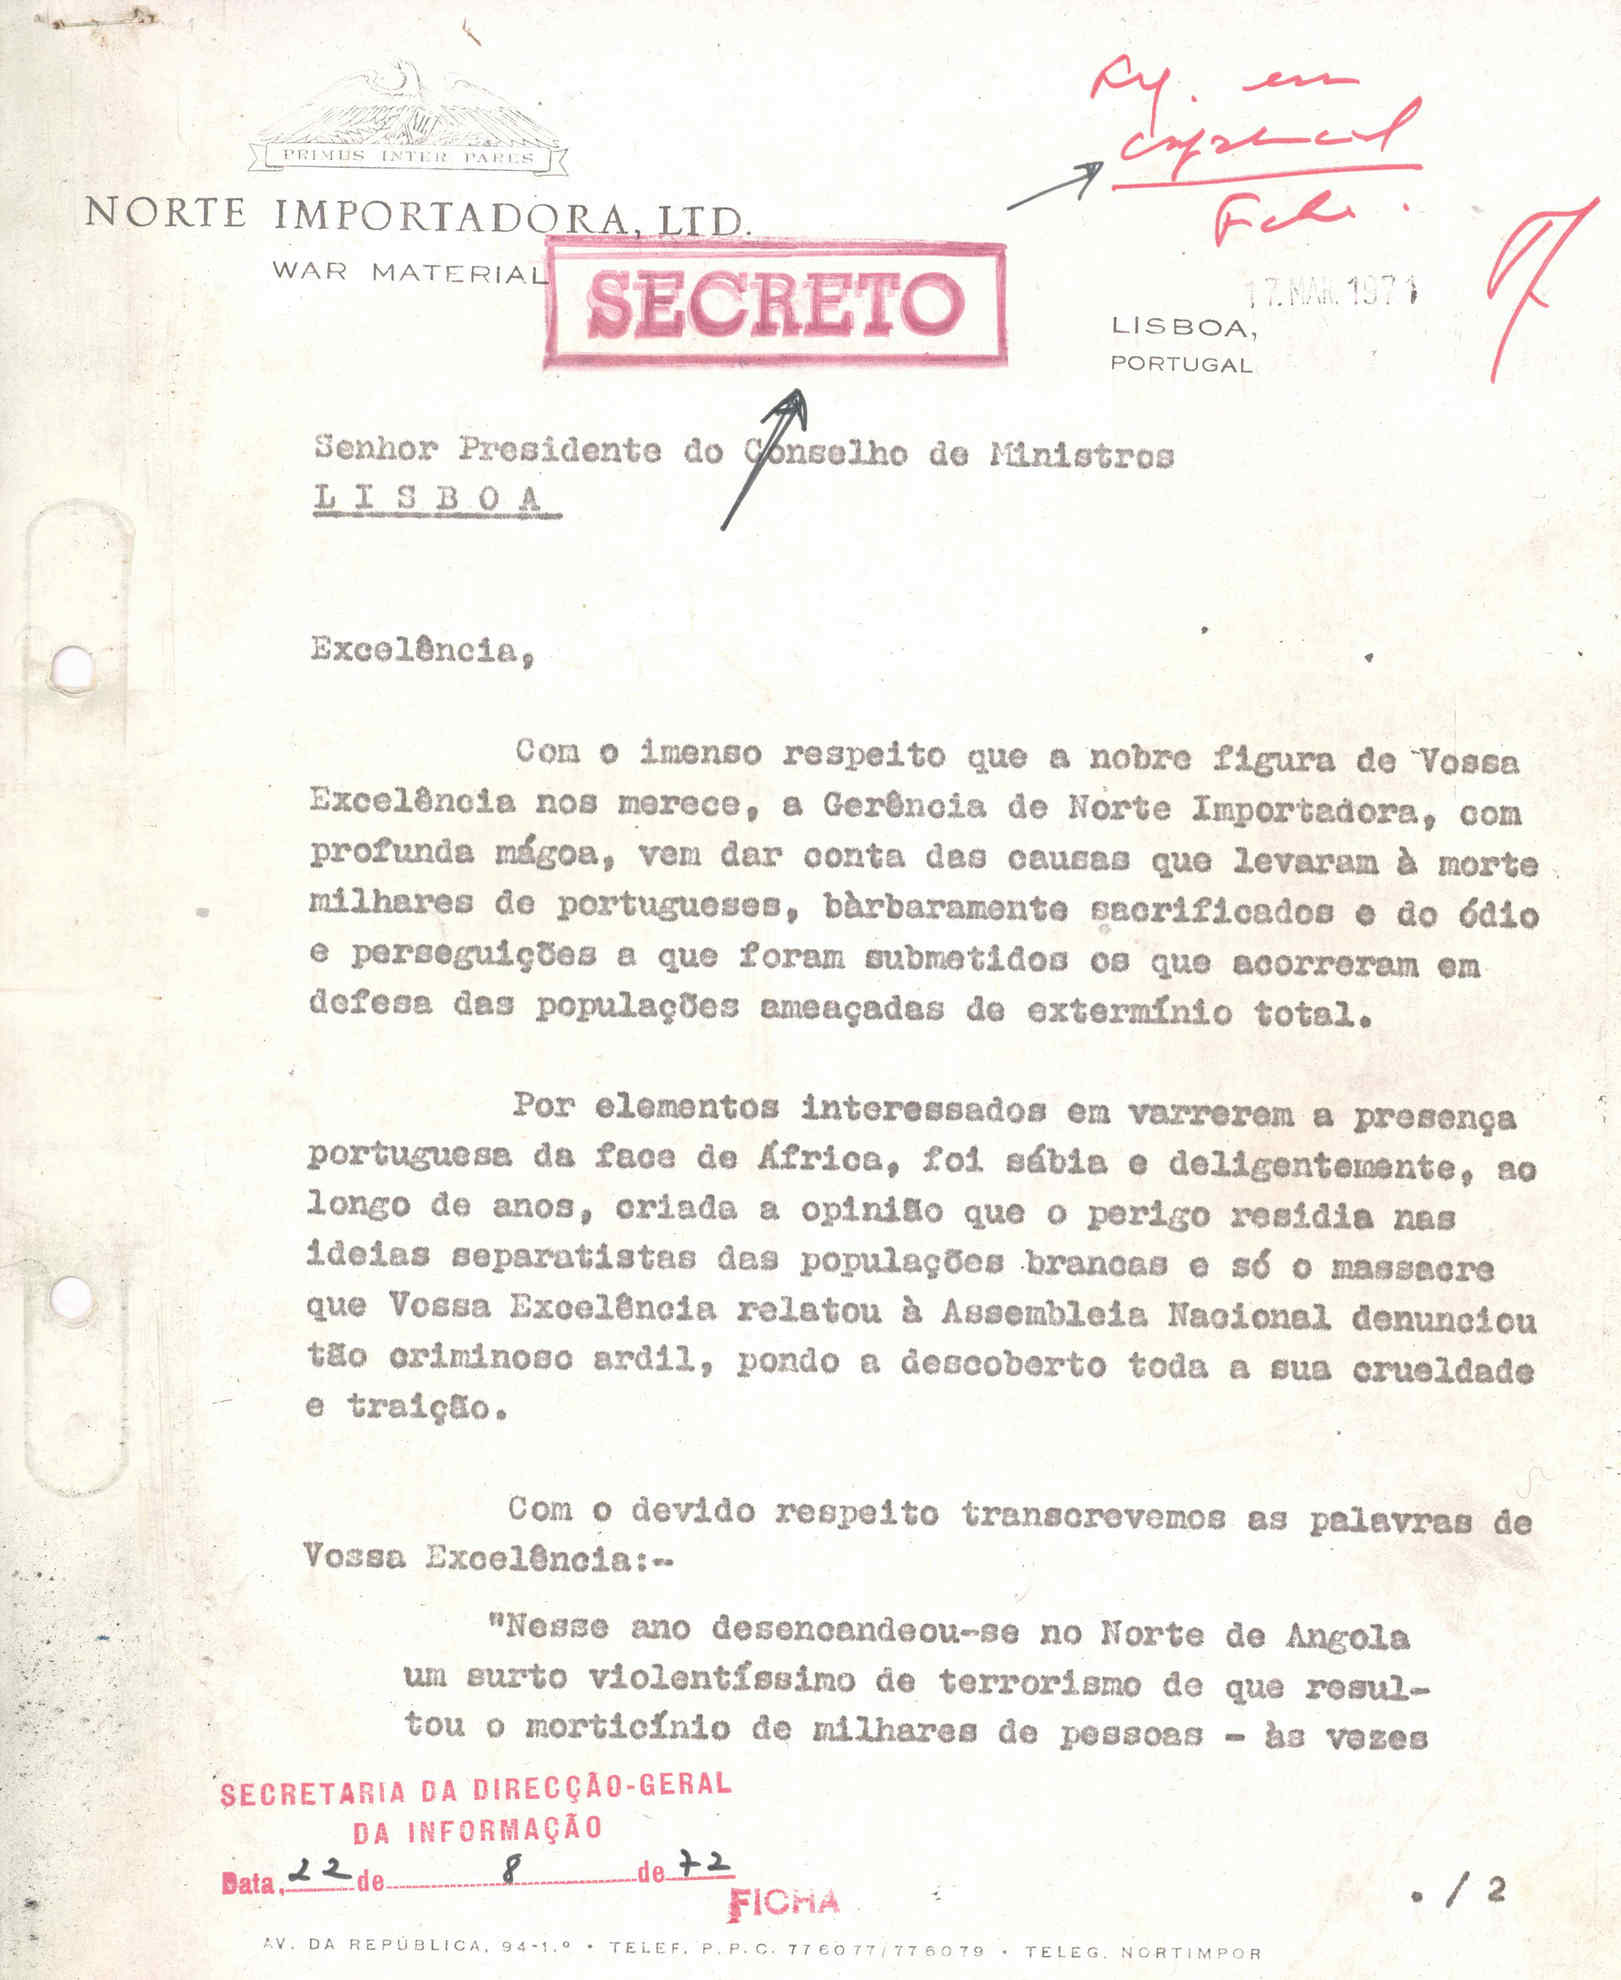 PRIMUS INTER PARES
NORTE IMPORTADORA, LTD.
WAR MATERIAL
SECRETO
em
17. MAR. 1971
LISBOA,
PORTUGAL
Senhor Presidente do Conselho de Ministros
L I S B O A
Excelência,
Com o imenso respeito que a nobre figura de Vossa
Excelência nos merece, a Gerência de Norte Importadora, com
profunda mágoa, vem dar conta das causas que levaram à morte
milhares de portugueses, bàrbaramente sacrificados e do ódio
e perseguições a que foram submetidos os que acorreram em
defesa das populações ameaçadas de extermínio total.
Por elementos interessados em varrerem a presença
portuguesa da face de África, foi sábia e deligentemente, ao
longo de anos, criada a opinião que o perigo residia nas
ideias separatistas das populações brancas e só o massacre
que Vossa Excelência relatou à Assembleia Nacional denunciou
tão criminoso ardil, pondo a descoberto toda a sua crueldade
e traição.
Com o devido respeito transcrevemos as palavras de
Vossa Excelência:--
"Nesse ano desencandeou-se no Norte de Angola
um surto violentíssimo de terrorismo de que resul-
tou o morticínio de milhares de pessoas - às vezes
SECRETARIA DA DIRECÇÃO-GERAL
DA INFORMAÇÃO
Data, 22 de 8 de 72
FICHA
. / 2
AV. DA REPÚBLICA, 94-1.º • TELEF. P.P.C. 776077/776079 • TELEG. NORTIMPOR